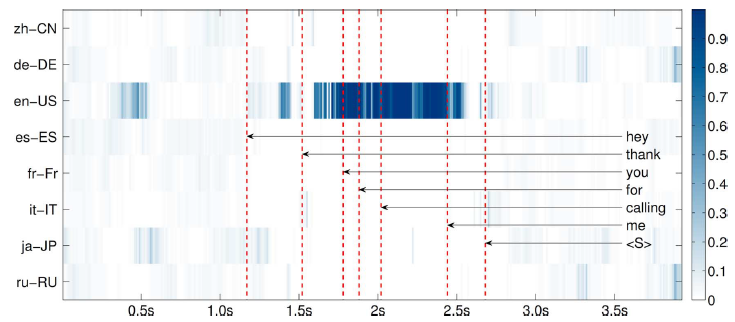 zh-CN
de-DE
en-US
es-ES
fr-Fr
it-IT
ja-JP
ru-RU
hey
thank
you
for
calling
me
<S>
0.5s 1.0s 1.5s 2s 2.5s 3.0s 3.5s
0.9
0.8
0.7
0.6
0.5
0.4
0.3
0.2
0.1
0